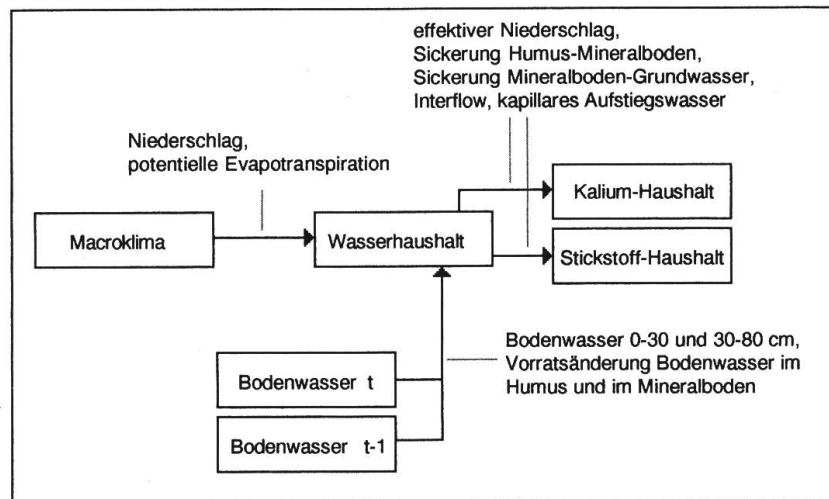 effektiver Niederschlag,
Sickerung Humus-Mineralboden,
Sickerung Mineralboden-Grundwasser,
Interflow, kapillares Aufstiegswasser
Niederschlag,
potentielle Evapotranspiration
Kalium-Haushalt
Macroklima
Wasserhaushalt
Stickstoff-Haushalt
Bodenwasser 0-30 und 30-80 cm,
Vorratsänderung Bodenwasser im
Humus und im Mineralboden
Bodenwasser t
Bodenwasser t-1